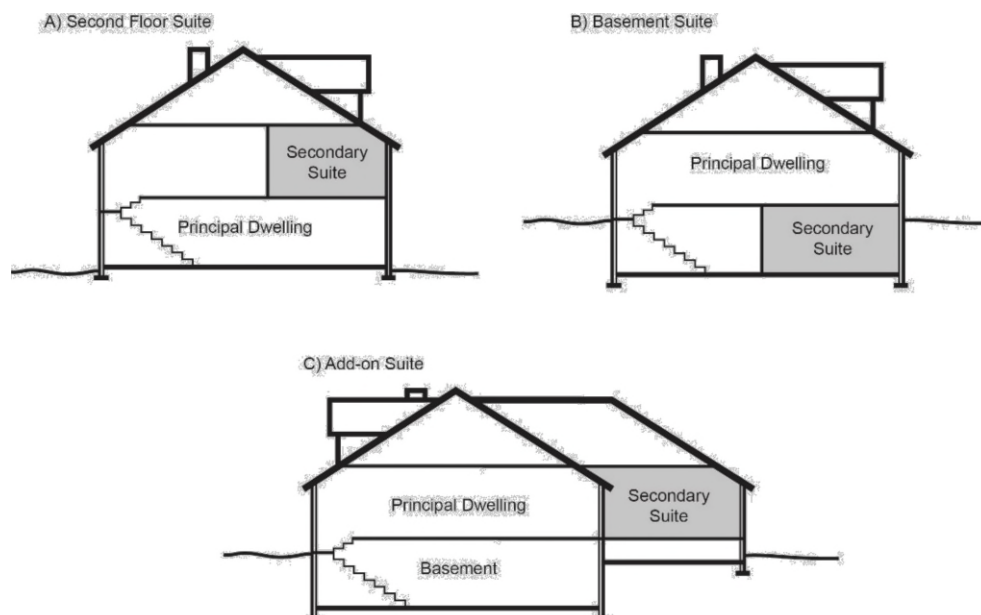 A) Second Floor Suite
Secondary
Suite
Principal Dwelling
B) Basement Suite
Principal Dwelling
Secondary
Suite
C) Add-on Suite
Principal Dwelling
Secondary
Suite
Basement